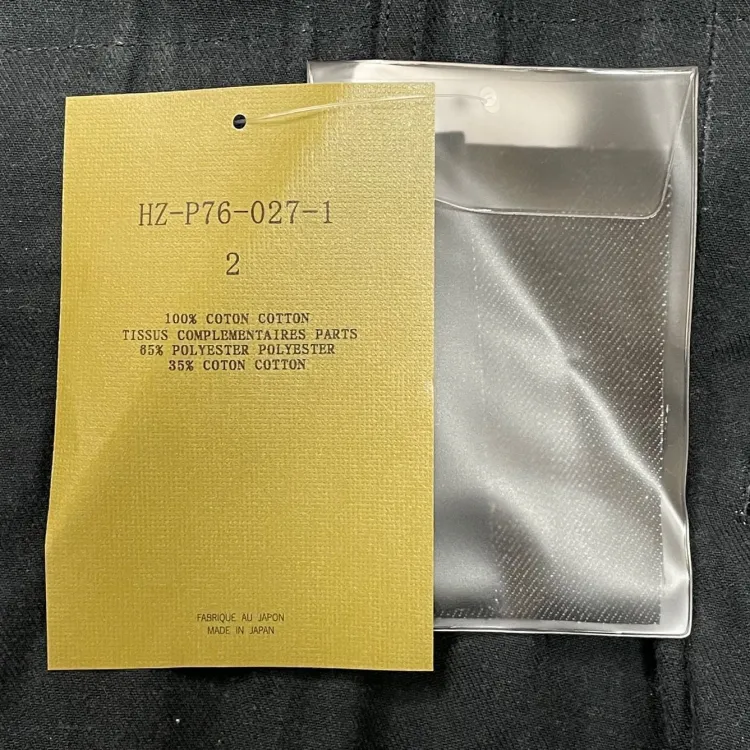 HZ-P76-027-1
2
100% COTON COTTON
TISSUS COMPLEMENTAIRES PARTS
65% POLYESTER POLYESTER
35% COTON COTTON
FABRIQUE AU JAPON
MADE IN JAPAN